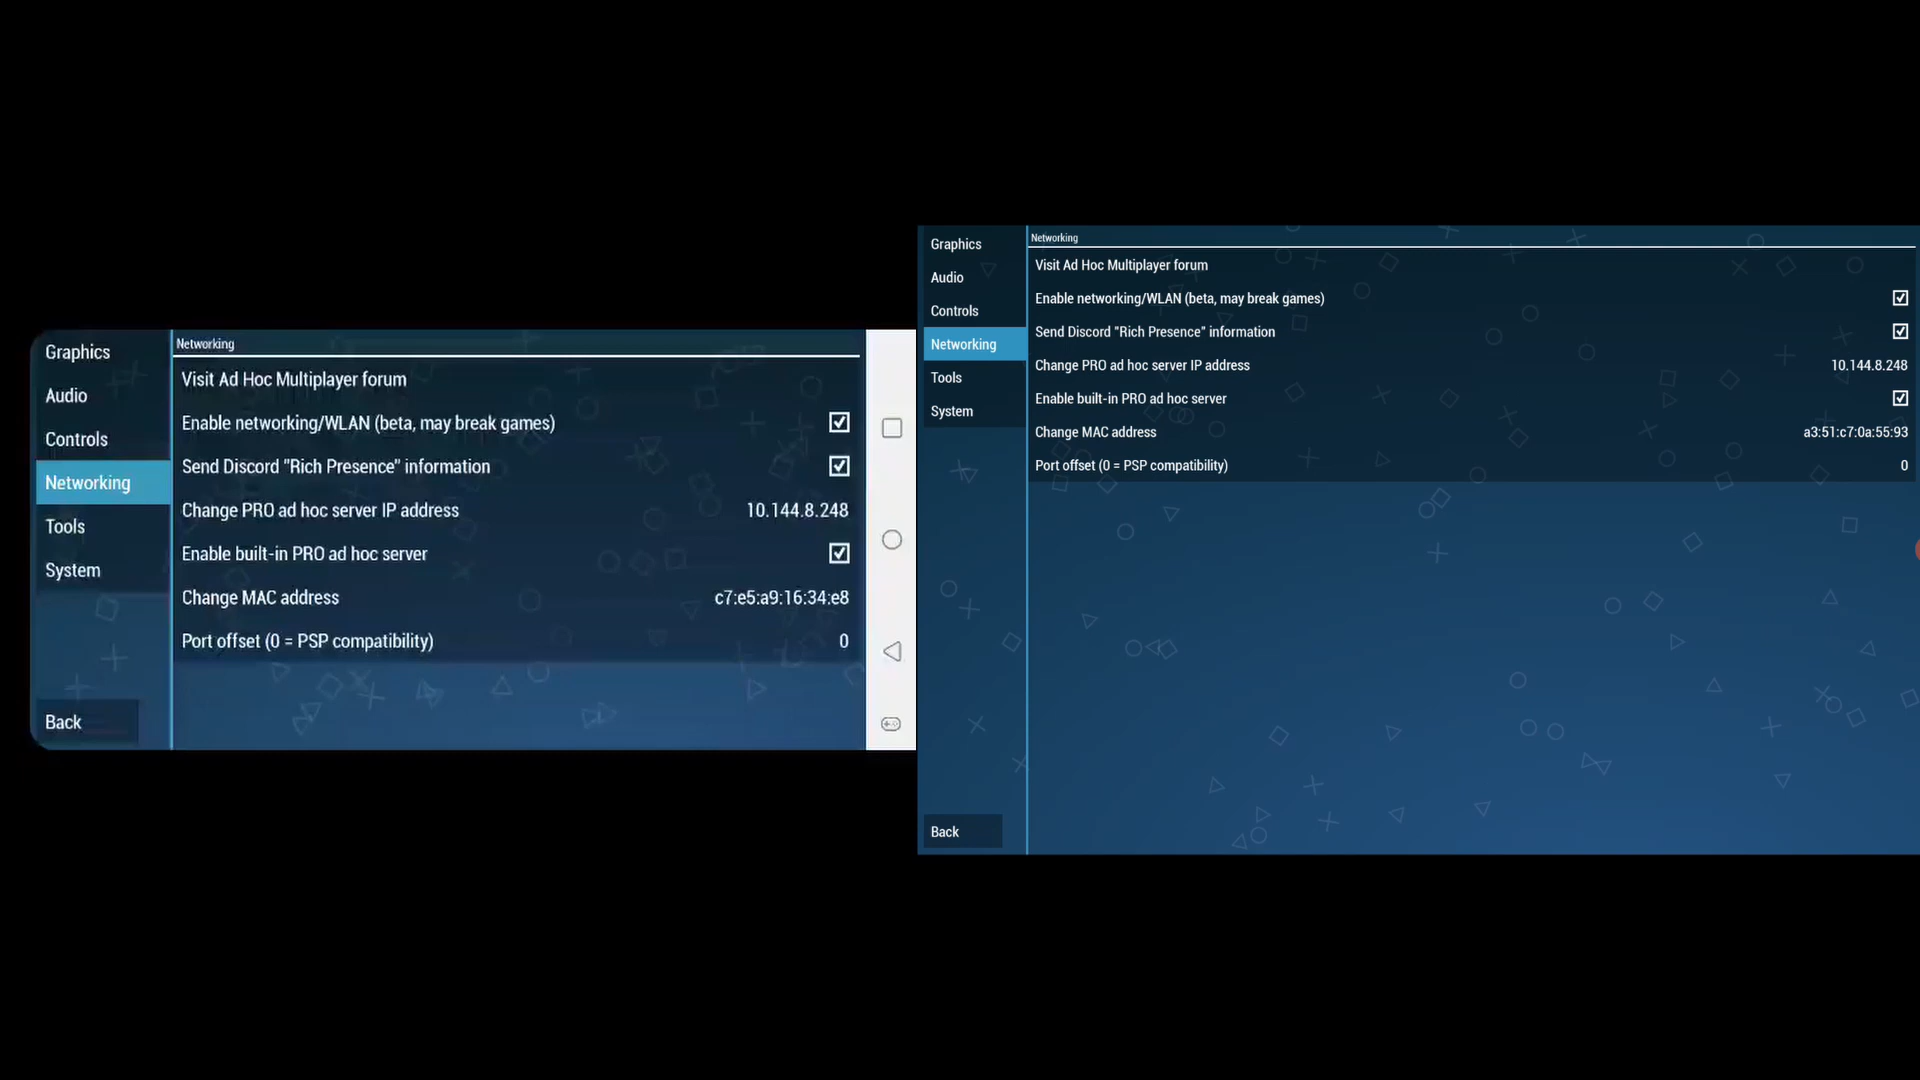 Graphics
Audio
Controls
Networking
Tools
System
Back
Networking
Visit Ad Hoc Multiplayer forum
Enable networking/WLAN (beta, may break games)
Send Discord "Rich Presence" information
Change PRO ad hoc server IP address 10.144.8.248
Enable built-in PRO ad hoc server
Change MAC address c7:e5:a9:16:34:e8
Port offset (0 = PSP compatibility) 0
Graphics
Audio
Controls
Networking
Tools
System
Back
Networking
Visit Ad Hoc Multiplayer forum
Enable networking/WLAN (beta, may break games)
Send Discord "Rich Presence" information
Change PRO ad hoc server IP address 10.144.8.248
Enable built-in PRO ad hoc server
Change MAC address a3:51:c7:0a:55:93
Port offset (0 = PSP compatibility) 0